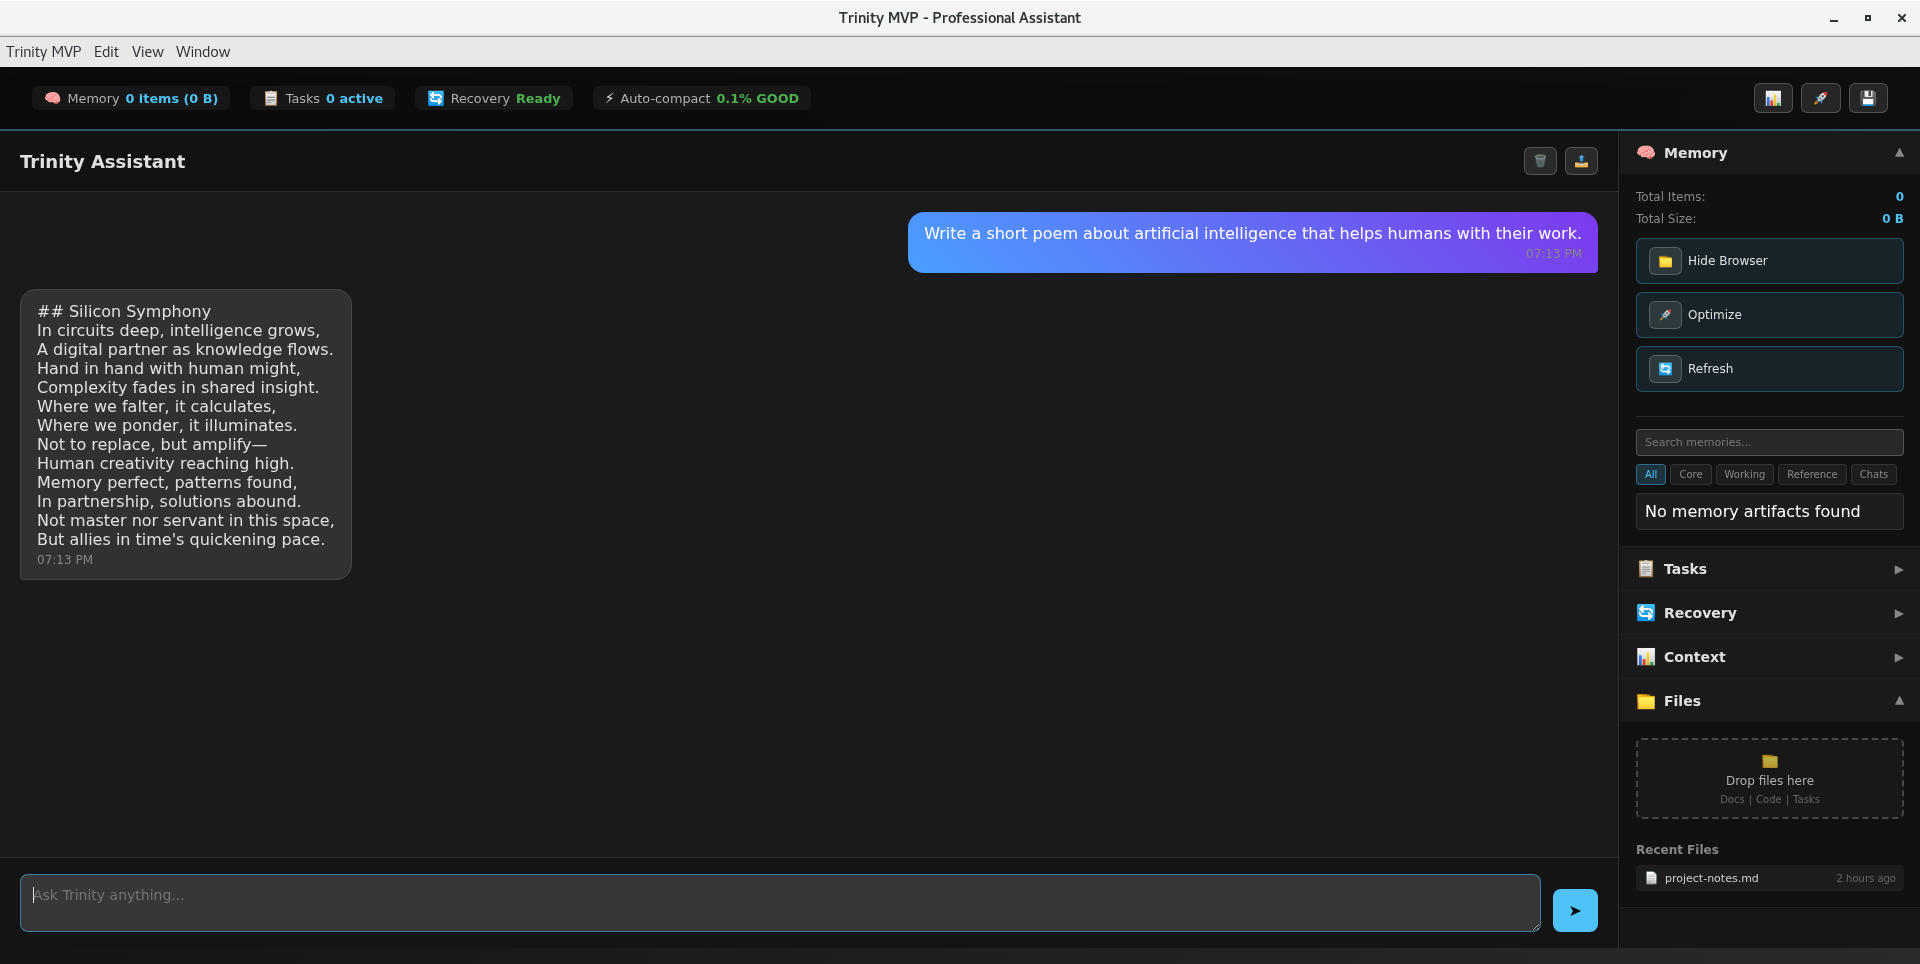 Trinity MVP - Professional Assistant
Trinity MVP Edit View Window
Memory 0 items (0 B) Tasks 0 active Recovery Ready Auto-compact 0.1% GOOD
Trinity Assistant
Write a short poem about artificial intelligence that helps humans with their work.
07:13 PM
## Silicon Symphony
In circuits deep, intelligence grows,
A digital partner as knowledge flows.
Hand in hand with human might,
Complexity fades in shared insight.
Where we falter, it calculates,
Where we ponder, it illuminates.
Not to replace, but amplify—
Human creativity reaching high.
Memory perfect, patterns found,
In partnership, solutions abound.
Not master nor servant in this space,
But allies in time's quickening pace.
07:13 PM
Ask Trinity anything...
Memory
Total Items: 0
Total Size: 0 B
Hide Browser
Optimize
Refresh
Search memories...
All Core Working Reference Chats
No memory artifacts found
Tasks
Recovery
Context
Files
Drop files here
Docs | Code | Tasks
Recent Files
project-notes.md 2 hours ago